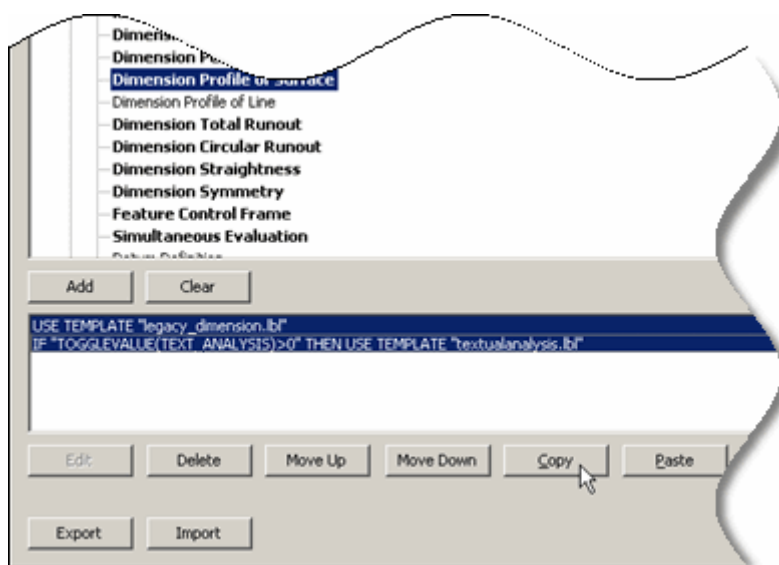 Dimension Profile of Surface
Dimension Profile of Line
Dimension Total Runout
Dimension Circular Runout
Dimension Straightness
Dimension Symmetry
Feature Control Frame
Simultaneous Evaluation
Datum Definition
Add Clear
USE TEMPLATE "legacy_dimension.lbl"
IF "TOGGLEVALUE(TEXT_ANALYSIS)>0" THEN USE TEMPLATE "textualanalysis.lbl"
Edit Delete Move Up Move Down Copy Paste
Export Import